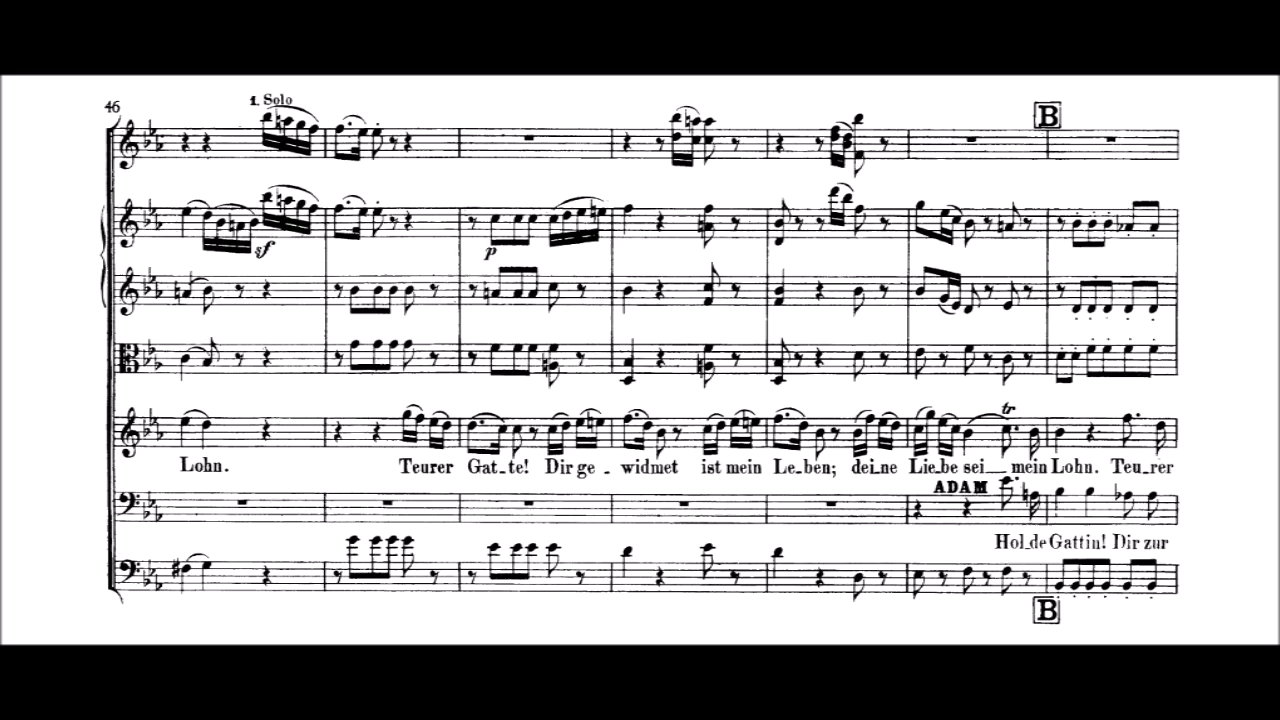 46
1. Solo
B
sf
p
tr
Lohn. Teurer Gat-te! Dir ge-widmet ist mein Le-ben; dei-ne Lie-be sei mein Lohn. Teu-rer
ADAM
Hol-de Gattin! Dir zur
B